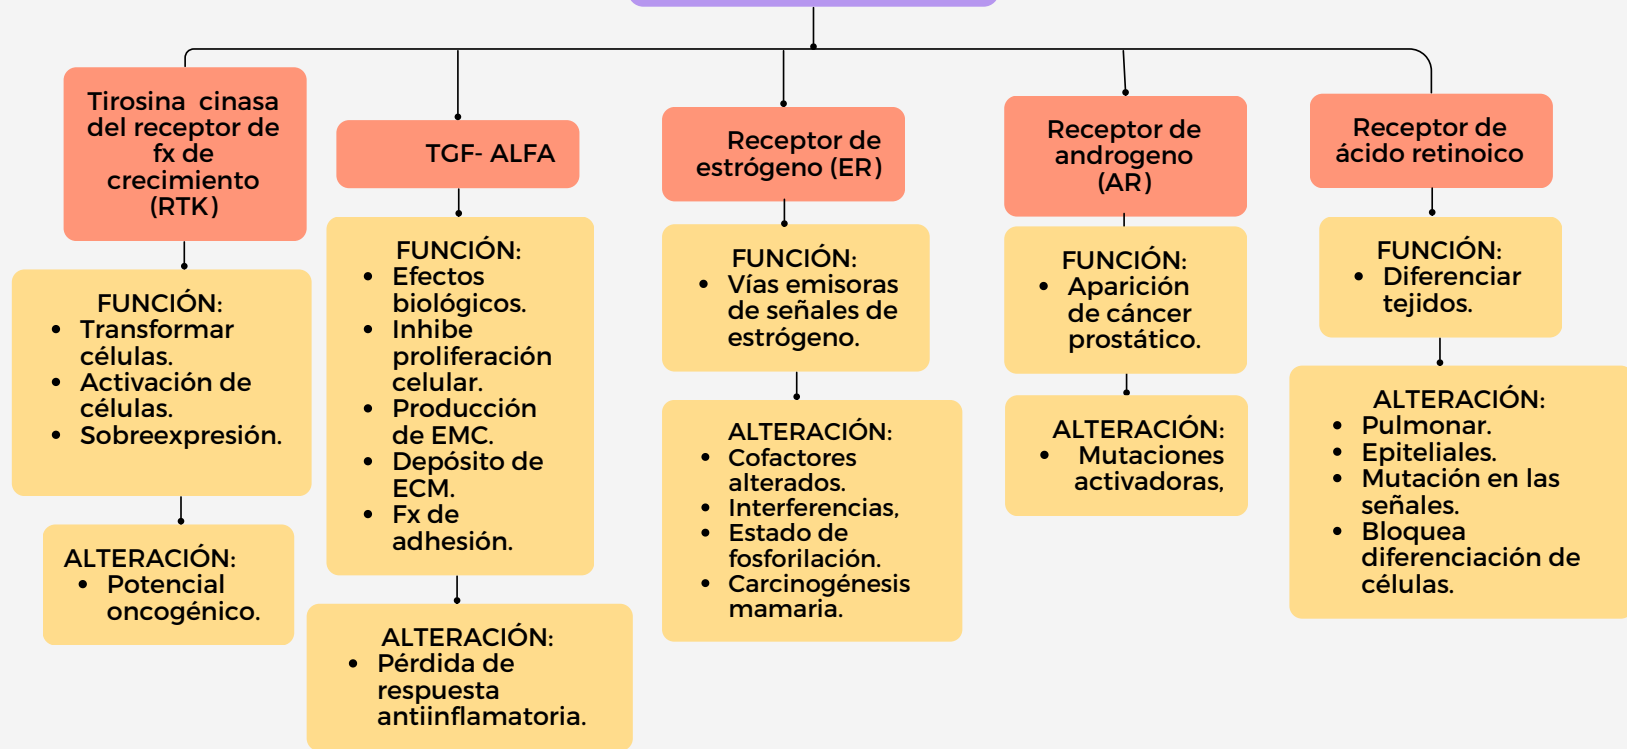 Tirosina cinasa
del receptor de
fx de
crecimiento
(RTK)
FUNCIÓN:
• Transformar
células.
• Activación de
células.
• Sobreexpresión.
ALTERACIÓN:
• Potencial
oncogénico.
TGF- ALFA
FUNCIÓN:
• Efectos
biológicos.
• Inhibe
proliferación
celular.
• Producción
de EMC.
• Depósito de
ECM.
• Fx de
adhesión.
ALTERACIÓN:
• Pérdida de
respuesta
antiinflamatoria.
Receptor de
estrógeno (ER)
FUNCIÓN:
• Vías emisoras
de señales de
estrógeno.
ALTERACIÓN:
• Cofactores
alterados.
• Interferencias,
• Estado de
fosforilación.
• Carcinogénesis
mamaria.
Receptor de
androgeno
(AR)
FUNCIÓN:
• Aparición
de cáncer
prostático.
ALTERACIÓN:
• Mutaciones
activadoras,
Receptor de
ácido retinoico
FUNCIÓN:
• Diferenciar
tejidos.
ALTERACIÓN:
• Pulmonar.
• Epiteliales.
• Mutación en las
señales.
• Bloquea
diferenciación de
células.